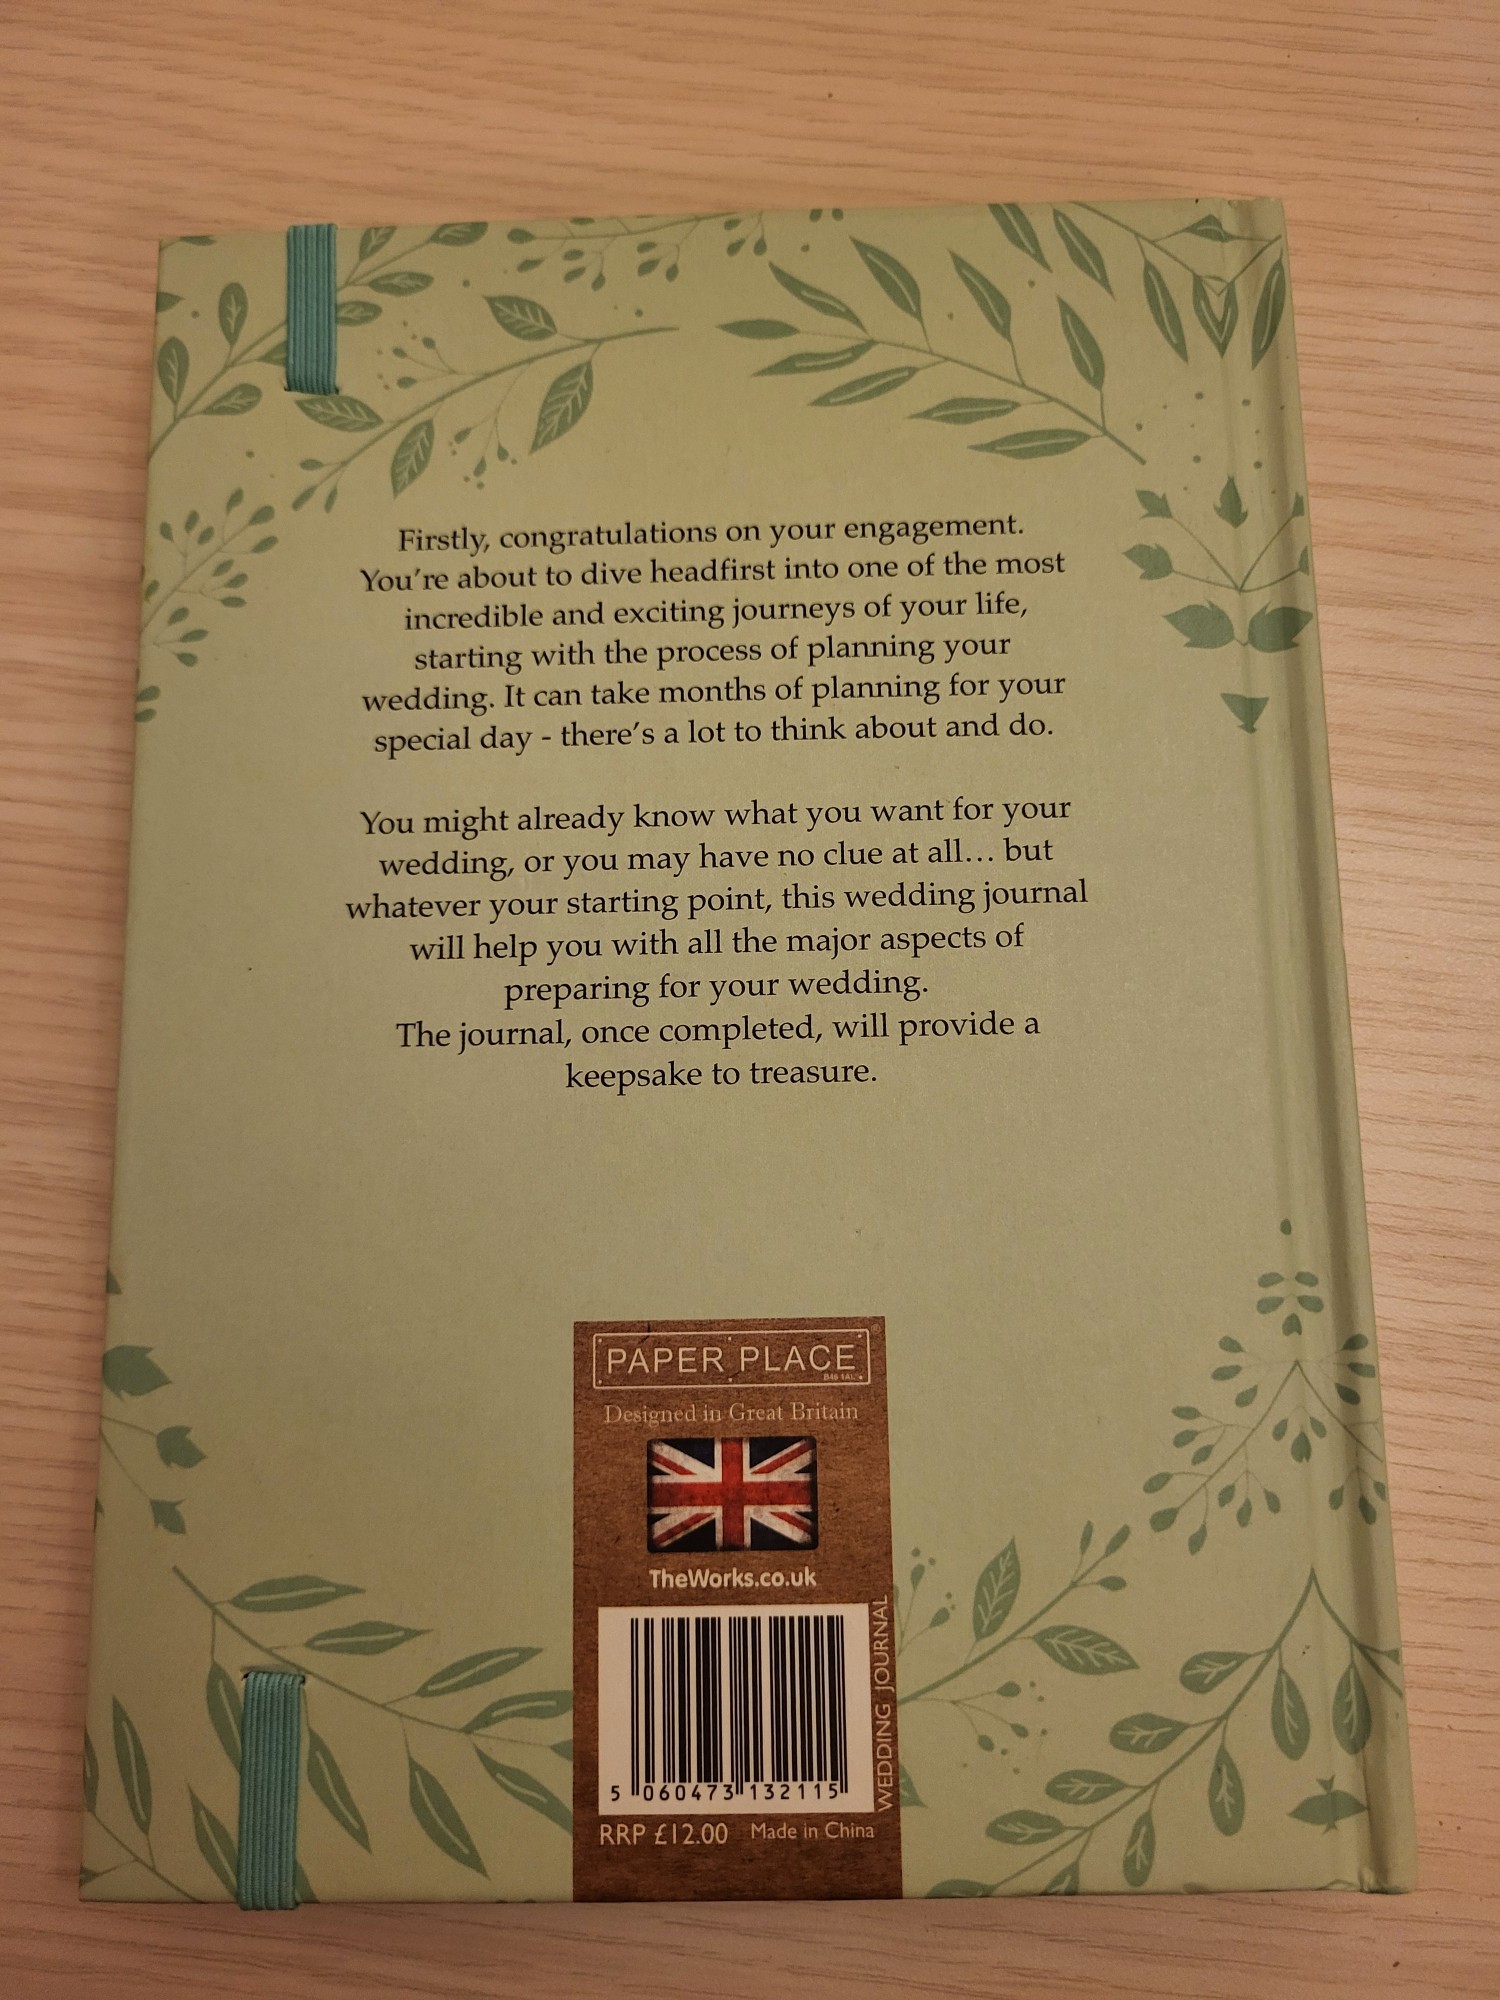 Firstly, congratulations on your engagement.
You're about to dive headfirst into one of the most
incredible and exciting journeys of your life,
starting with the process of planning your
wedding. It can take months of planning for your
special day - there's a lot to think about and do.
You might already know what you want for your
wedding, or you may have no clue at all... but
whatever your starting point, this wedding journal
will help you with all the major aspects of
preparing for your wedding.
The journal, once completed, will provide a
keepsake to treasure.
PAPER PLACE
Designed in Great Britain
TheWorks.co.uk
WEDDING JOURNAL
5 060473 132115
RRP £12.00 Made in China